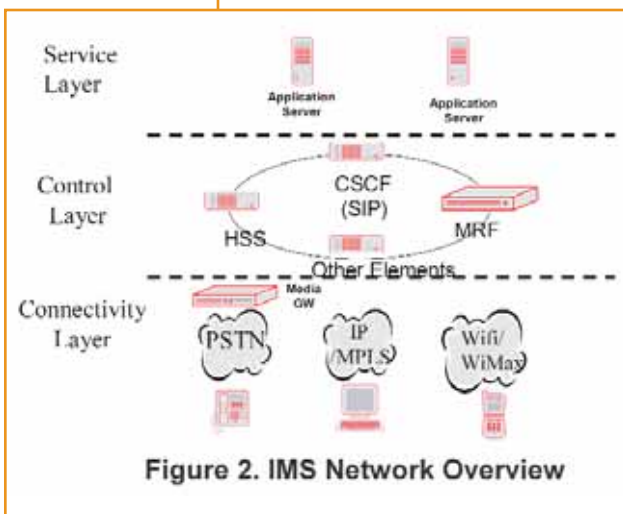 Service
Layer
Application
Server
Application
Server
Control
Layer
CSCF
(SIP)
HSS
MRF
Other Elements
Connectivity
Layer
Media
GW
PSTN
IP
/MPLS
Wifi/
WiMax
Figure 2. IMS Network Overview